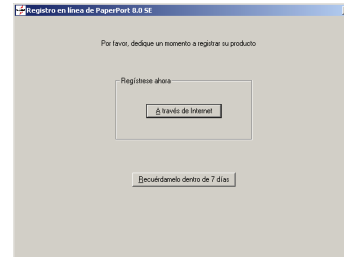 Registro en línea de PaperPort 8.0 SE
Por favor, dedique un momento a registrar su producto
Regístrese ahora
A través de Internet
Recuérdamelo dentro de 7 días